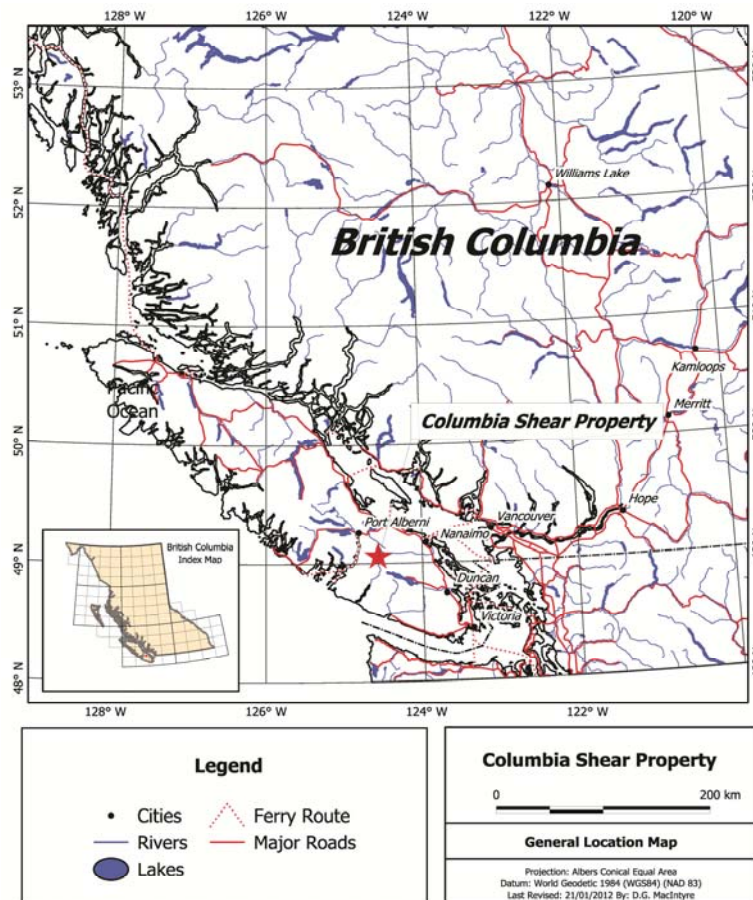 128° W
126° W
124° W
122° W
120° W
53° N
52° N
51° N
50° N
49° N
48° N
Williams Lake
British Columbia
Kamloops
Merritt
Pacific
Ocean
Columbia Shear Property
Hope
Port Alberni
Vancouver
Nanaimo
Duncan
Victoria
British Columbia
Index Map
128° W
126° W
124° W
122° W
Legend
Cities
Rivers
Lakes
Ferry Route
Major Roads
Columbia Shear Property
0
200 km
General Location Map
Projection: Albers Conical Equal Area
Datum: World Geodetic 1984 (WGS84) (NAD 83)
Last Revised: 21/01/2012 By: D.G. MacIntyre